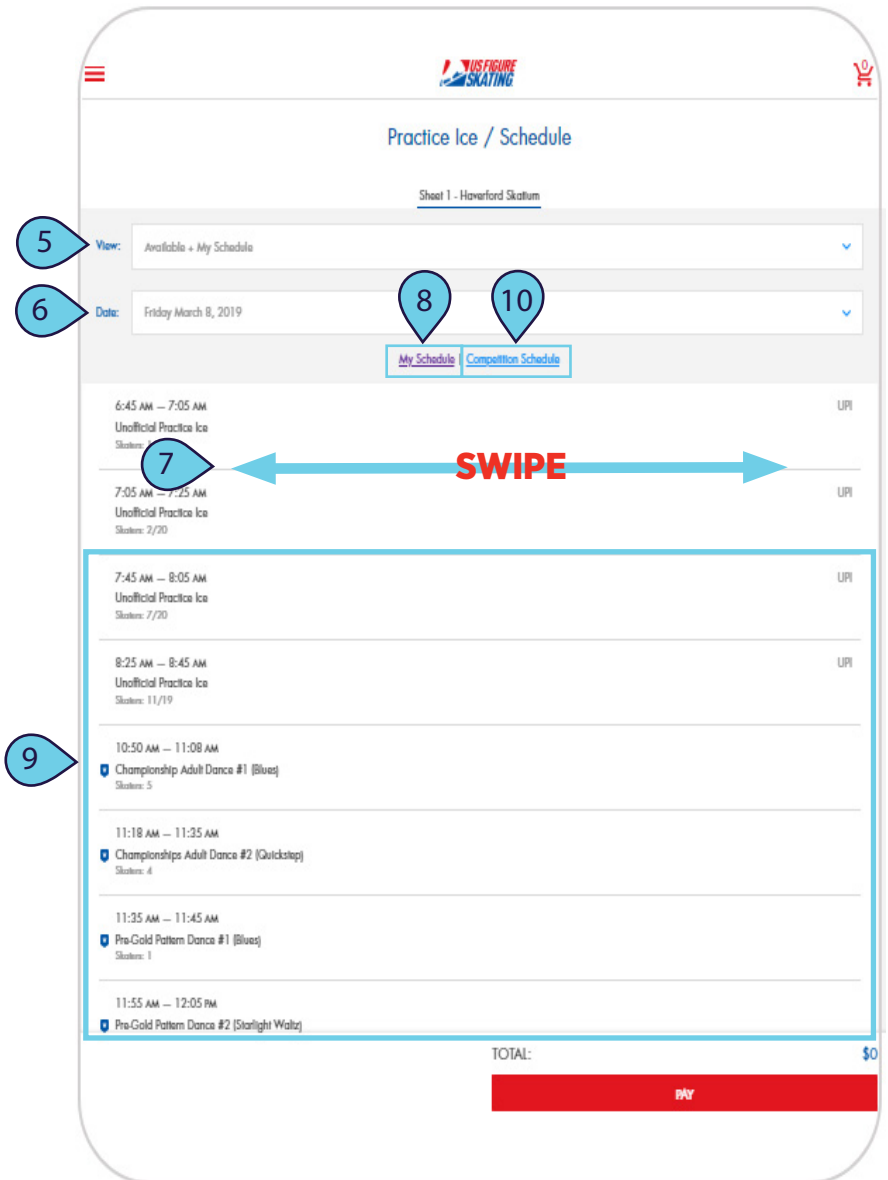 0
US FIGURE
SKATING
Practice Ice / Schedule
Sheet 1 - Haverford Skatium
5
View:
Available + My Schedule
6
Date:
Friday March 8, 2019
8
10
My Schedule | Competition Schedule
6:45 AM — 7:05 AM
UPI
Unofficial Practice Ice
Skaters:
7
SWIPE
7:05 AM — 7:25 AM
UPI
Unofficial Practice Ice
Skaters: 2/20
7:45 AM — 8:05 AM
UPI
Unofficial Practice Ice
Skaters: 7/20
8:25 AM — 8:45 AM
UPI
Unofficial Practice Ice
Skaters: 11/19
9
10:50 AM — 11:08 AM
Championship Adult Dance #1 (Blues)
Skaters: 5
11:18 AM — 11:35 AM
Championships Adult Dance #2 (Quickstep)
Skaters: 4
11:35 AM — 11:45 AM
Pre-Gold Pattern Dance #1 (Blues)
Skaters: 1
11:55 AM — 12:05 PM
Pre-Gold Pattern Dance #2 (Starlight Waltz)
TOTAL:
$0
PAY